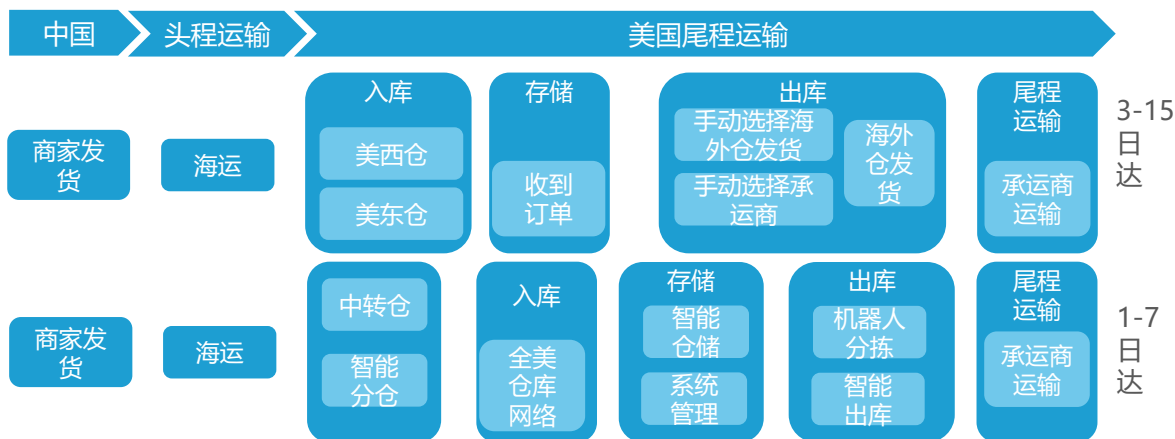 中国
头程运输
美国尾程运输
商家发
货
海运
入库
美西仓
美东仓
存储
收到
订单
出库
手动选择海
外仓发货
手动选择承
运商
海外
仓发
货
尾程
运输
承运商
运输
3-15
日
达
商家发
货
海运
中转仓
智能
分仓
入库
全美
仓库
网络
存储
智能
仓储
系统
管理
出库
机器人
分拣
智能
出库
尾程
运输
承运商
运输
1-7
日
达